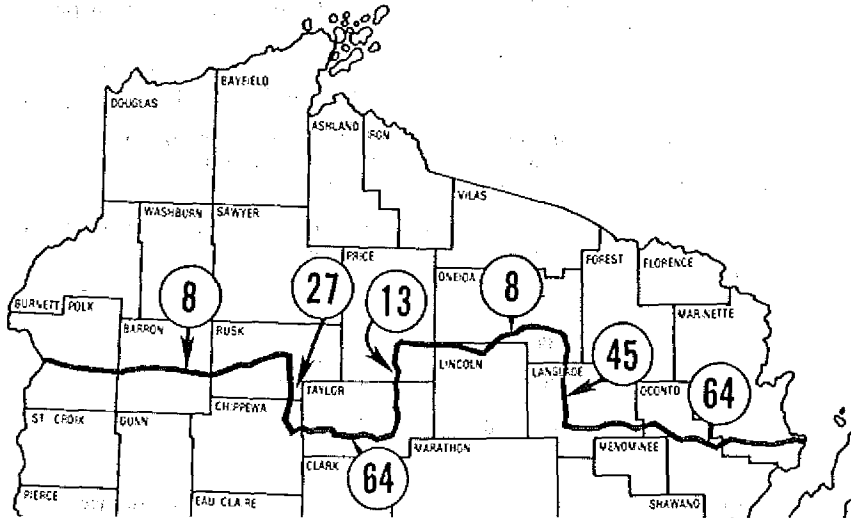 BAYFIELD
DOUGLAS
ASHLAND
IRON
VILAS
WASHBURN
SAWYER
PRICE
ONEIDA
FOREST
FLORENCE
BURNETT
POLK
8
27
13
8
MARINETTE
BARRON
RUSK
LINCOLN
LANGLADE
45
OCONTO
64
TAYLOR
CHIPPEWA
ST. CROIX
DUNN
CLARK
64
MARATHON
MENOMINEE
PIERCE
EAU CLAIRE
SHAWANO